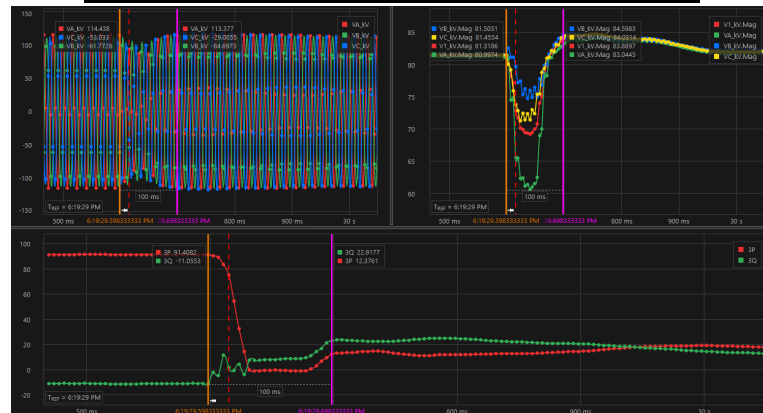 VA_kV 114.438
VC_kV -53.033
VB_kV -61.7728
VA_kV 113.377
VC_kV -29.0055
VB_kV -84.6973
VA_kV
VB_kV
VC_kV
100
50
0
-50
-100
-150
100 ms
TREF = 6:19:29 PM
500 ms
6:19:29.598333333 PM
800 ms
900 ms
30 s
VB_kV.Mag 81.5031
VC_kV.Mag 81.4554
V1_kV.Mag 81.3186
VA_kV.Mag 80.9974
VB_kV.Mag 84.5983
VC_kV.Mag 84.0314
V1_kV.Mag 83.8897
VA_kV.Mag 83.0445
V1_kV.Mag
VA_kV.Mag
VB_kV.Mag
VC_kV.Mag
85
80
75
70
65
60
100 ms
TREF = 6:19:29 PM
500 ms
6:19:29.598333333 PM
800 ms
900 ms
30 s
3P 91.4082
3Q -11.0553
3Q 22.9177
3P 12.3761
3P
3Q
100
80
60
40
20
0
-20
100 ms
TREF = 6:19:29 PM
500 ms
6:19:29.598333333 PM
6:19:29.698333333 PM
800 ms
900 ms
30 s